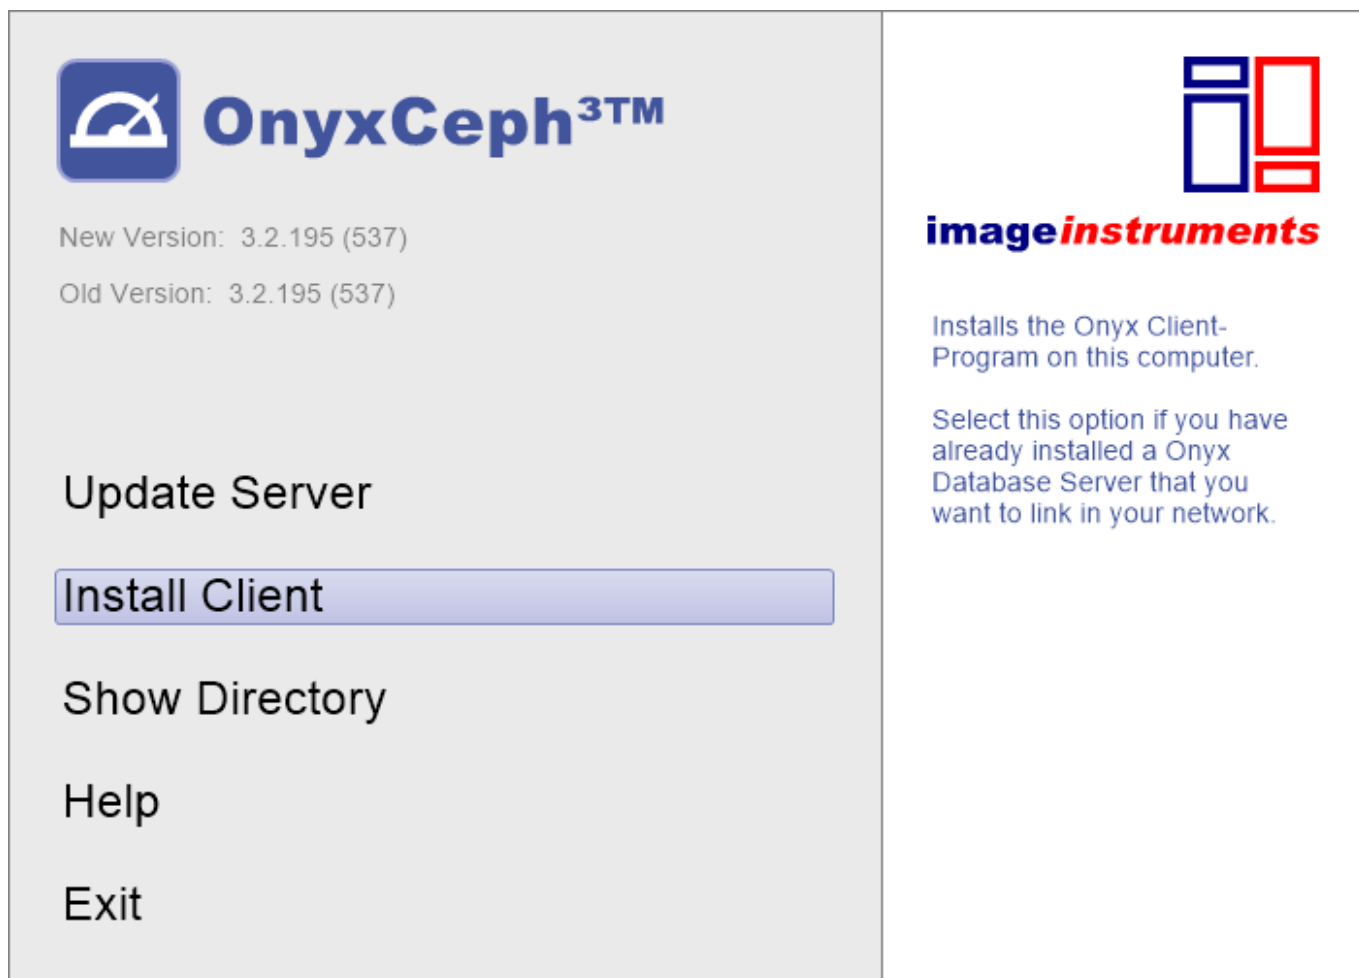 OnyxCeph³™
New Version: 3.2.195 (537)
Old Version: 3.2.195 (537)
Update Server
Install Client
Show Directory
Help
Exit
imageinstruments
Installs the Onyx Client-
Program on this computer.
Select this option if you have
already installed a Onyx
Database Server that you
want to link in your network.